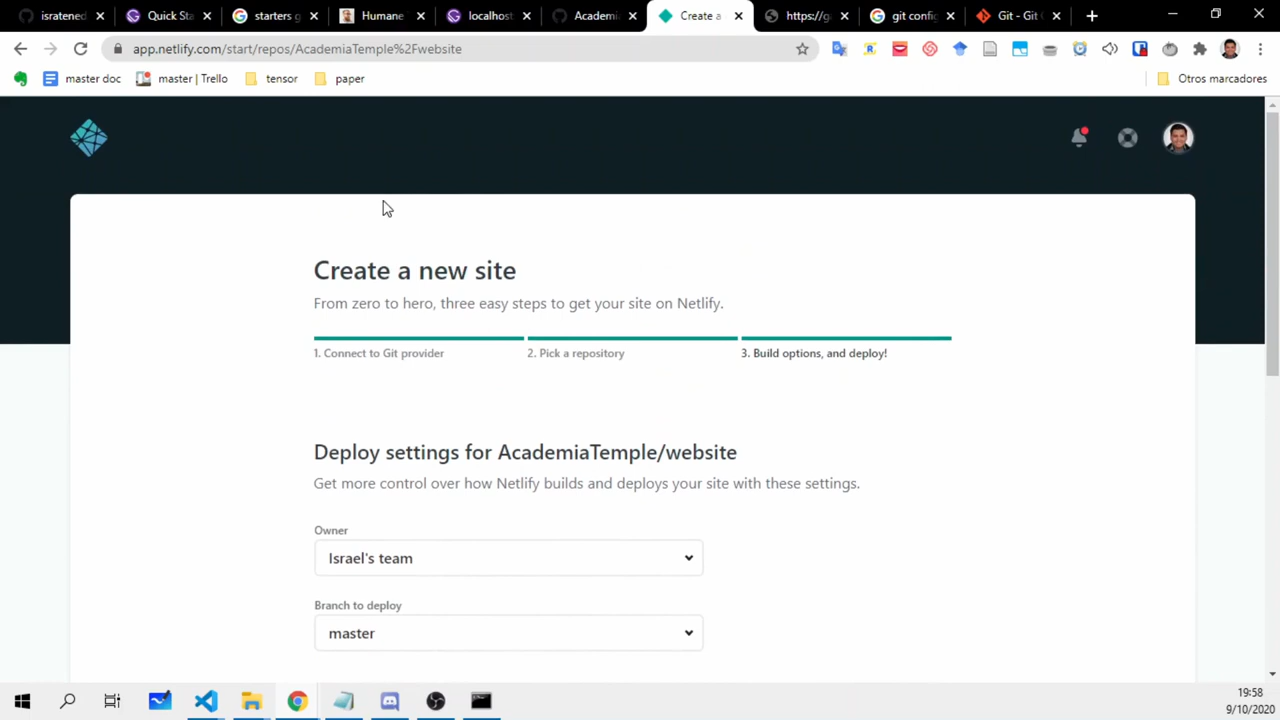 isratened
Quick Sta
starters g
Humane
localhost
Academi
Create a
https://g
git config
Git - Git
app.netlify.com/start/repos/AcademiaTemple%2Fwebsite
master doc
master | Trello
tensor
paper
Otros marcadores
Create a new site
From zero to hero, three easy steps to get your site on Netlify.
1. Connect to Git provider
2. Pick a repository
3. Build options, and deploy!
Deploy settings for AcademiaTemple/website
Get more control over how Netlify builds and deploys your site with these settings.
Owner
Israel's team
Branch to deploy
master
19:58
9/10/2020